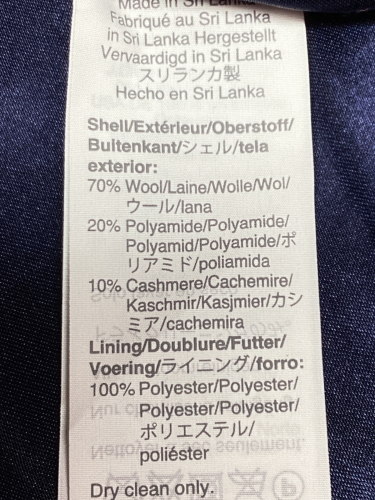 Made in Sri Lanka
Fabriqué au Sri Lanka
in Sri Lanka Hergestellt
Vervaardigd in Sri Lanka
スリランカ製
Hecho en Sri Lanka
Shell/Extérieur/Oberstoff/
Buitenkant/シェル/tela
exterior:
70% Wool/Laine/Wolle/Wol/
ウール/lana
20% Polyamide/Polyamide/
Polyamid/Polyamide/ポ
リアミド/poliamida
10% Cashmere/Cachemire/
Kaschmir/Kasjmier/カシ
ミア/cachemira
Lining/Doublure/Futter/
Voering/ライニング/forro:
100% Polyester/Polyester/
Polyester/Polyester/
ポリエステル/
poliéster
Dry clean only.